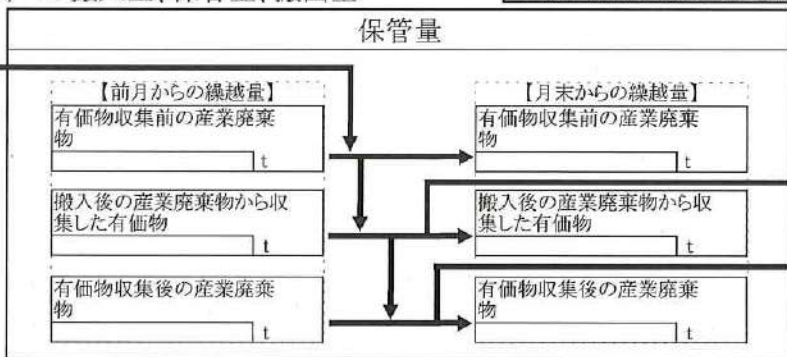 保管量
【前月からの繰越量】
有価物収集前の産業廃棄
物
t
搬入後の産業廃棄物から収
集した有価物
t
有価物収集後の産業廃棄
物
t
【月末からの繰越量】
有価物収集前の産業廃棄
物
t
搬入後の産業廃棄物から収
集した有価物
t
有価物収集後の産業廃棄
物
t